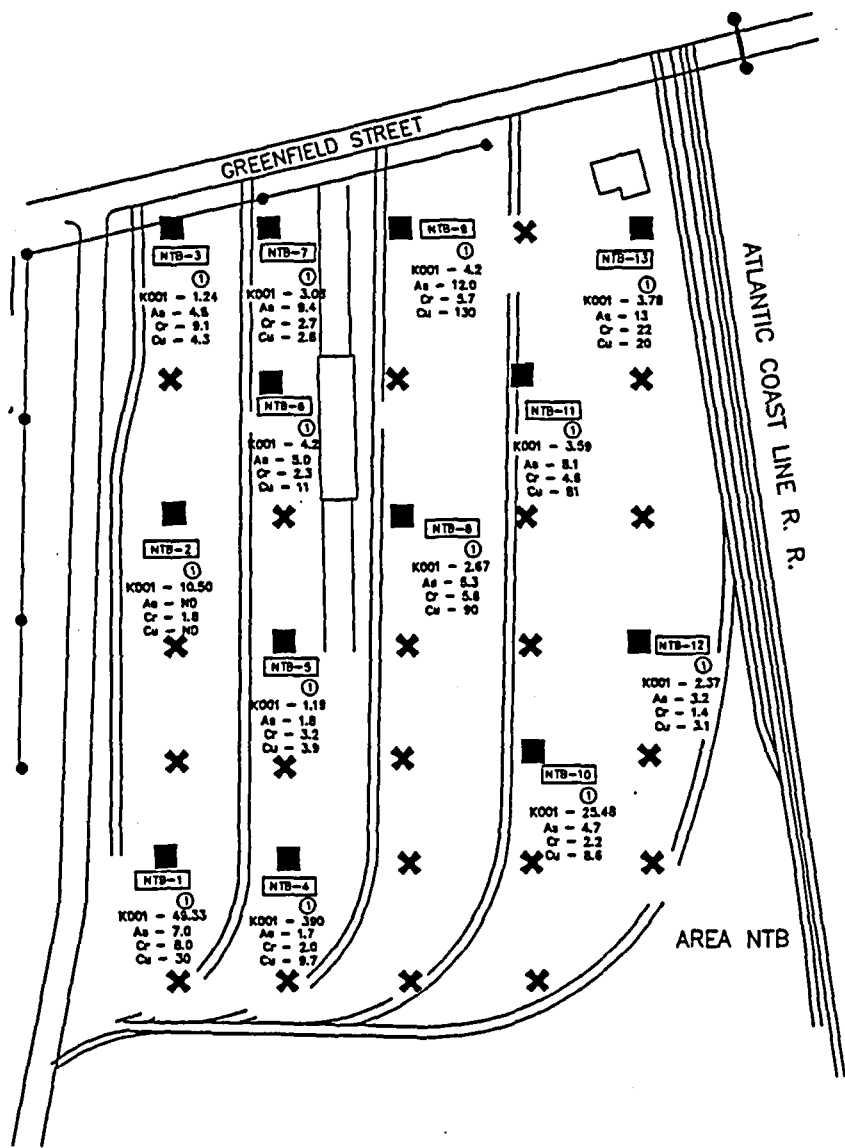 GREENFIELD STREET
ATLANTIC COAST LINE R. R.
NTB-3
1
K001 - 1.24
As - 4.6
Cr - 9.1
Cu - 4.3
NTB-7
1
As - 9.4
Cr - 2.7
Cu - 2.8
1
K001 - 4.2
As - 12.0
Cr - 5.7
Cu - 130
NTB-13
1
K001 - 3.78
As - 13
Cr - 22
Cu - 20
NTB-6
1
K001 - 4.2
As - 5.0
Cr - 2.3
Cu - 11
NTB-11
1
K001 - 3.59
As - 8.1
Cr - 4.8
NTB-2
1
K001 - 10.50
As - ND
Cr - 1.8
Cu - ND
NTB-8
1
K001 - 2.67
As - 6.3
Cr - 5.8
Cu - 90
NTB-5
1
K001 - 1.19
As - 1.8
Cr - 3.2
Cu - 3.9
NTB-12
1
K001 - 2.37
As - 3.2
Cr - 1.4
Cu - 3.1
NTB-10
1
K001 - 25.48
As - 4.7
Cr - 2.2
Cu - 8.6
NTB-1
1
K001 - 49.33
As - 7.0
Cr - 8.0
Cu - 30
NTB-4
1
K001 - 390
As - 1.7
Cr - 2.0
Cu - 9.7
AREA NTB